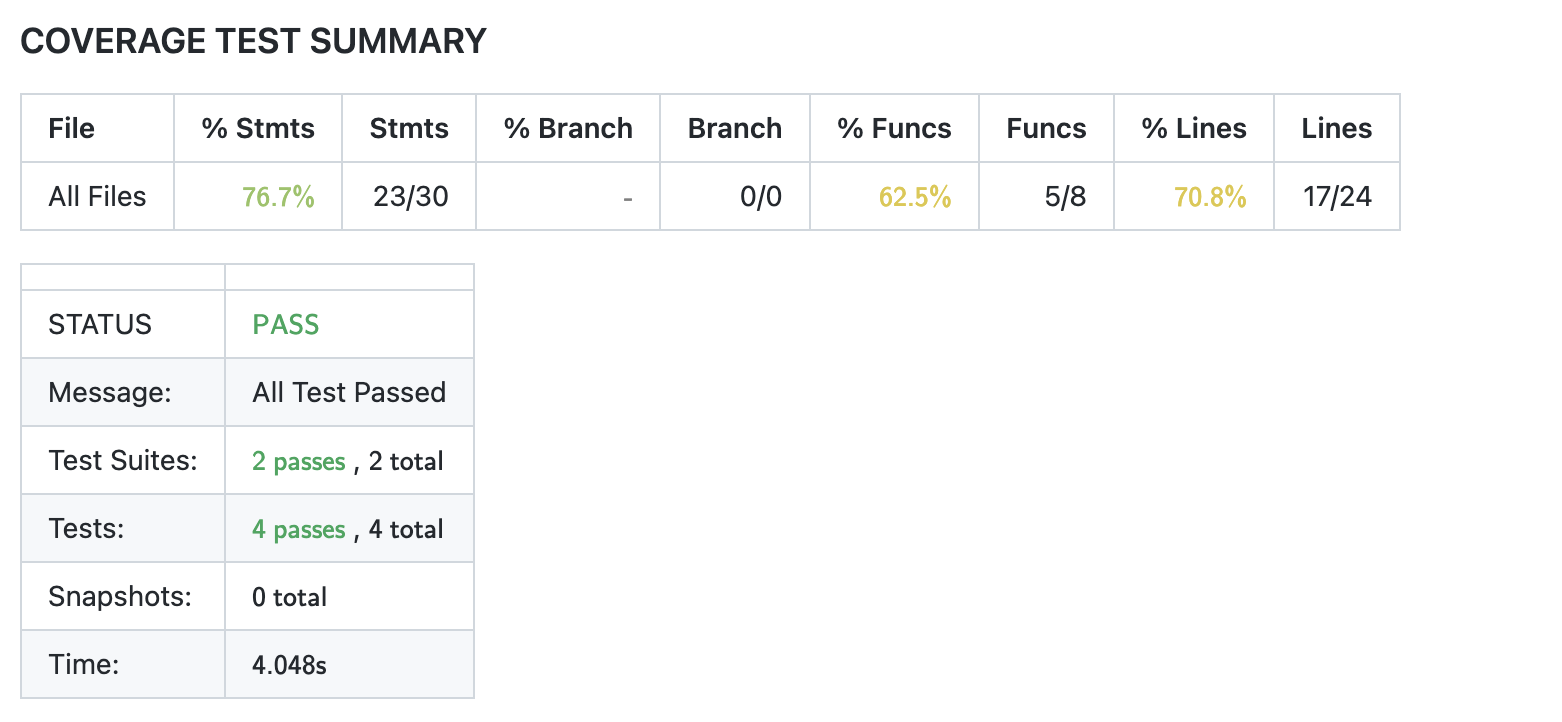 COVERAGE TEST SUMMARY
File % Stmts Stmts % Branch Branch % Funcs Funcs % Lines Lines
All Files 76.7% 23/30 - 0/0 62.5% 5/8 70.8% 17/24
STATUS PASS
Message: All Test Passed
Test Suites: 2 passes , 2 total
Tests: 4 passes , 4 total
Snapshots: 0 total
Time: 4.048s